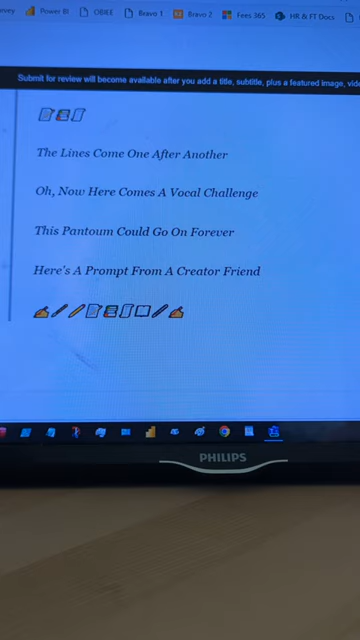 Power BI OBIEE Bravo 1 Bravo 2 Fees 365 HR & FT Docs
Submit for review will become available after you add a title, subtitle, plus a featured image,
The Lines Come One After Another
Oh, Now Here Comes A Vocal Challenge
This Pantoum Could Go On Forever
Here's A Prompt From A Creator Friend
PHILIPS